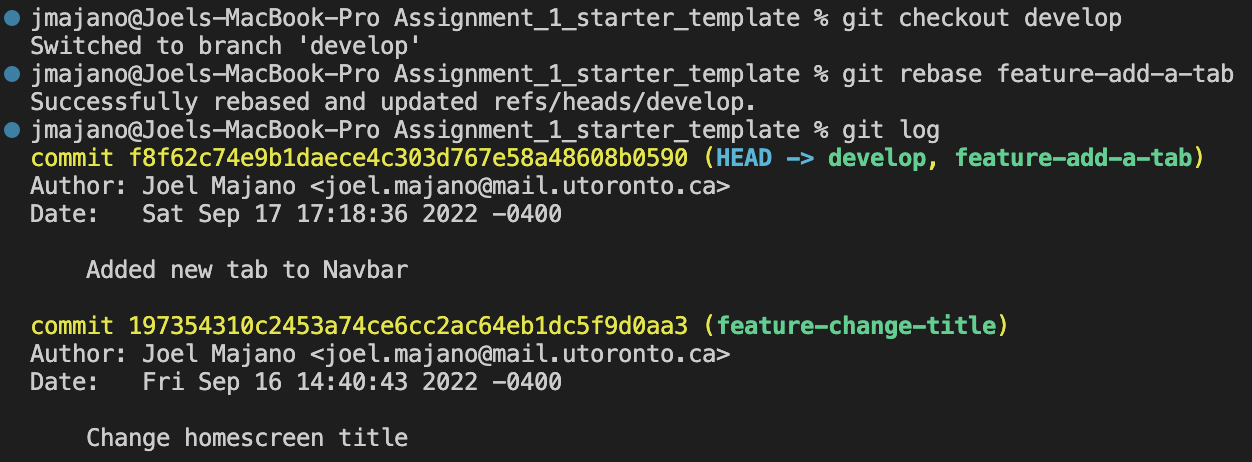 jmajano@Joels-MacBook-Pro Assignment_1_starter_template % git checkout develop
Switched to branch 'develop'
jmajano@Joels-MacBook-Pro Assignment_1_starter_template % git rebase feature-add-a-tab
Successfully rebased and updated refs/heads/develop.
jmajano@Joels-MacBook-Pro Assignment_1_starter_template % git log
commit f8f62c74e9b1daece4c303d767e58a48608b0590 (HEAD -> develop, feature-add-a-tab)
Author: Joel Majano <joel.majano@mail.utoronto.ca>
Date:   Sat Sep 17 17:18:36 2022 -0400
    Added new tab to Navbar
commit 197354310c2453a74ce6cc2ac64eb1dc5f9d0aa3 (feature-change-title)
Author: Joel Majano <joel.majano@mail.utoronto.ca>
Date:   Fri Sep 16 14:40:43 2022 -0400
    Change homescreen title